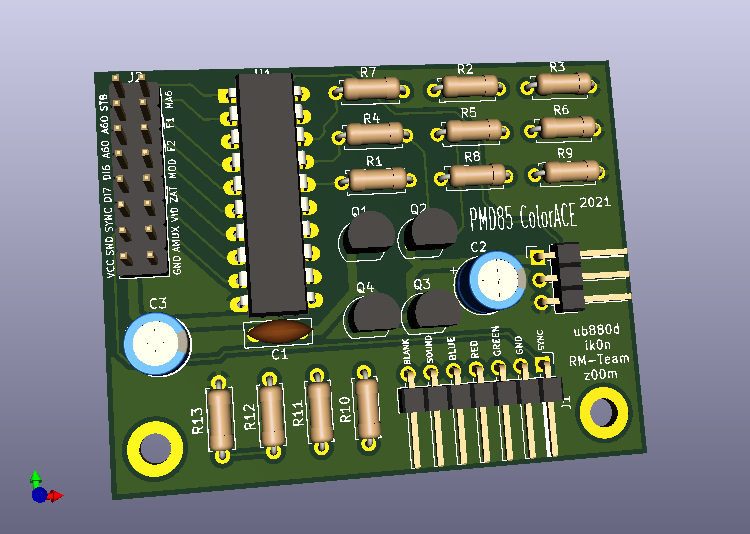 J2
R7
R2
R3
VCC SND SYNC D17 D16 A60 A60 STB
GND AMUX VID ZAT MOD F2 F1 MA6
R4
R5
R6
R1
R8
R9
Q1
Q2
PMD85 ColorACE
2021
C2
+
C3
Q4
Q3
C1
BLANK
SOUND
BLUE
RED
GREEN
GND
SYNC
ub880d
ik0n
RM-Team
z00m
R13
R12
R11
R10
J1